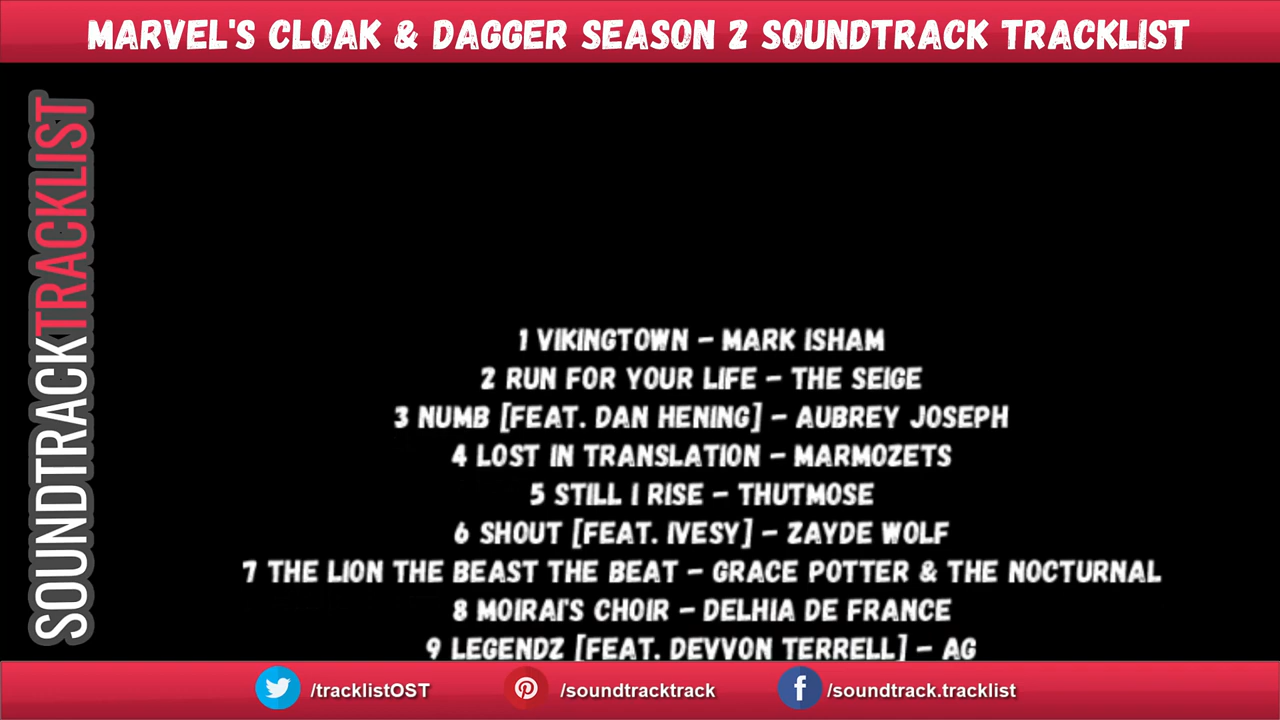 MARVEL'S CLOAK & DAGGER SEASON 2 SOUNDTRACK TRACKLIST
SOUNDTRACKTRACKLIST
1 VIKINGTOWN – MARK ISHAM
2 RUN FOR YOUR LIFE – THE SEIGE
3 NUMB [FEAT. DAN HENING] – AUBREY JOSEPH
4 LOST IN TRANSLATION – MARMOZETS
5 STILL I RISE – THUTMOSE
6 SHOUT [FEAT. IVESY] – ZAYDE WOLF
7 THE LION THE BEAST THE BEAT – GRACE POTTER & THE NOCTURNAL
8 MOIRAI'S CHOIR – DELHIA DE FRANCE
9 LEGENDZ [FEAT. DEVVON TERRELL] – AG
/tracklistOST /soundtracktrack /soundtrack.tracklist